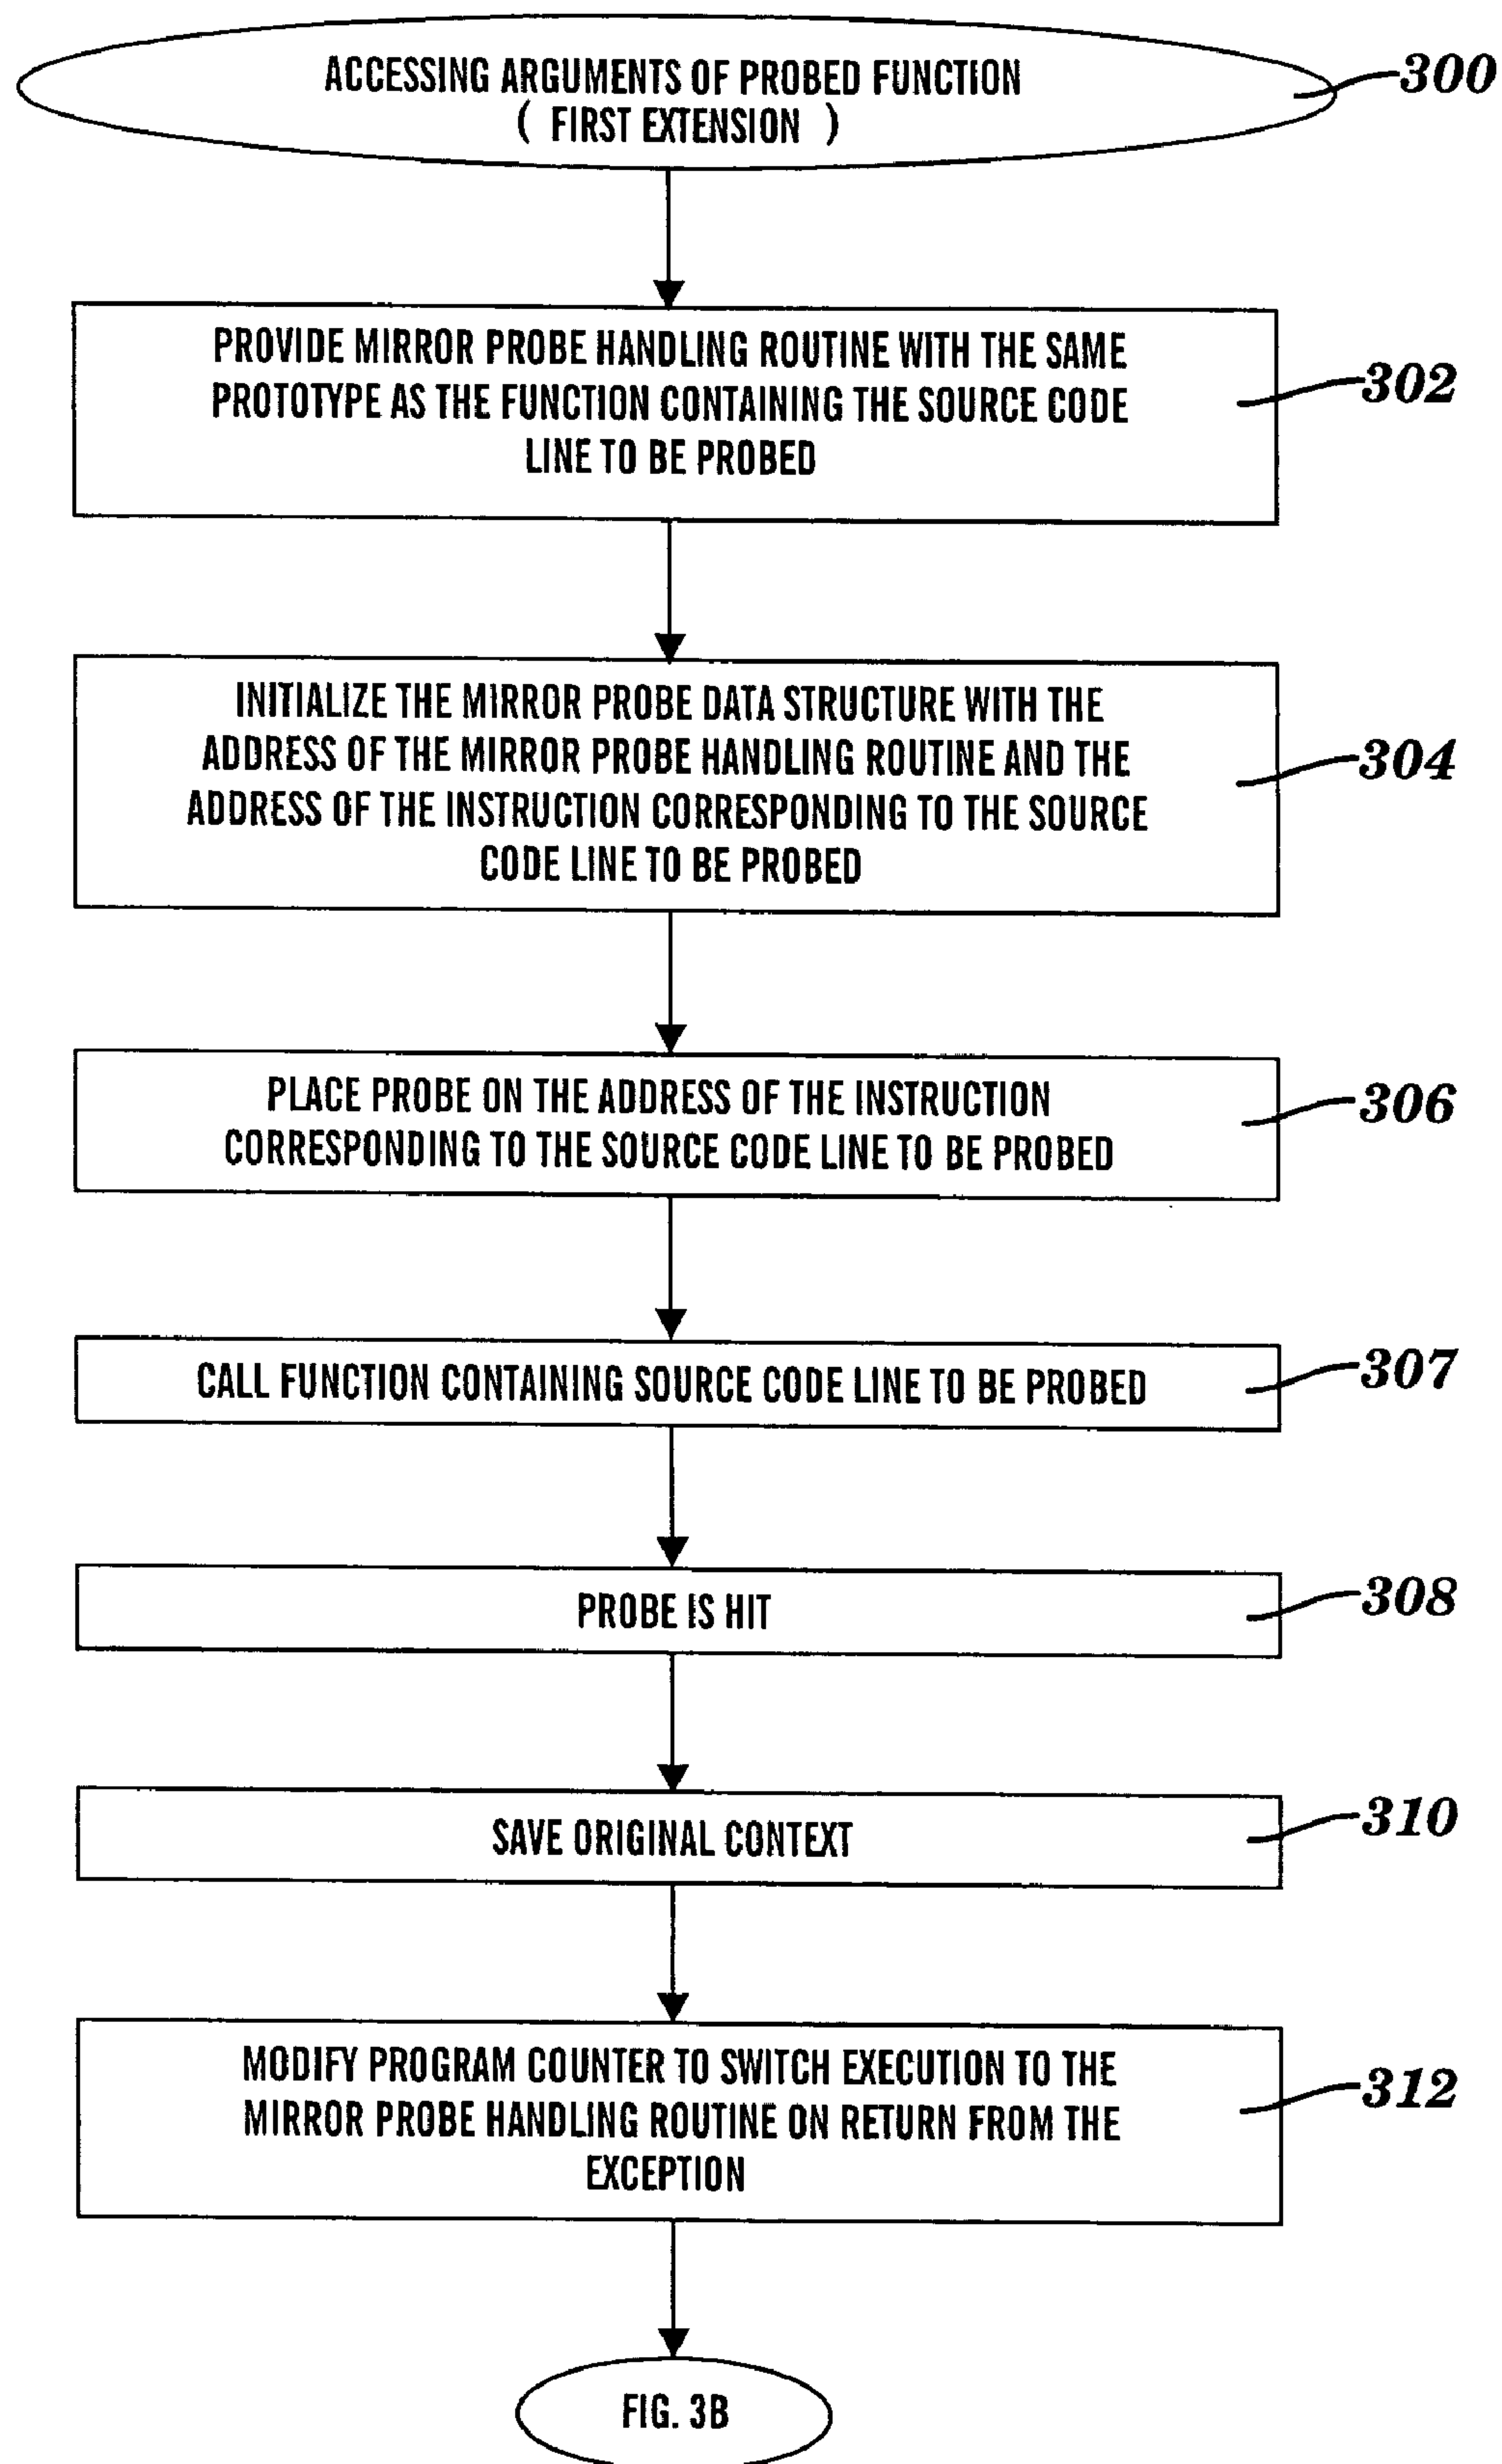 ACCESSING ARGUMENTS OF PROBED FUNCTION
( FIRST EXTENSION )
300
PROVIDE MIRROR PROBE HANDLING ROUTINE WITH THE SAME
PROTOTYPE AS THE FUNCTION CONTAINING THE SOURCE CODE
LINE TO BE PROBED
302
INITIALIZE THE MIRROR PROBE DATA STRUCTURE WITH THE
ADDRESS OF THE MIRROR PROBE HANDLING ROUTINE AND THE
ADDRESS OF THE INSTRUCTION CORRESPONDING TO THE SOURCE
CODE LINE TO BE PROBED
304
PLACE PROBE ON THE ADDRESS OF THE INSTRUCTION
CORRESPONDING TO THE SOURCE CODE LINE TO BE PROBED
306
CALL FUNCTION CONTAINING SOURCE CODE LINE TO BE PROBED
307
PROBE IS HIT
308
SAVE ORIGINAL CONTEXT
310
MODIFY PROGRAM COUNTER TO SWITCH EXECUTION TO THE
MIRROR PROBE HANDLING ROUTINE ON RETURN FROM THE
EXCEPTION
312
FIG. 3B